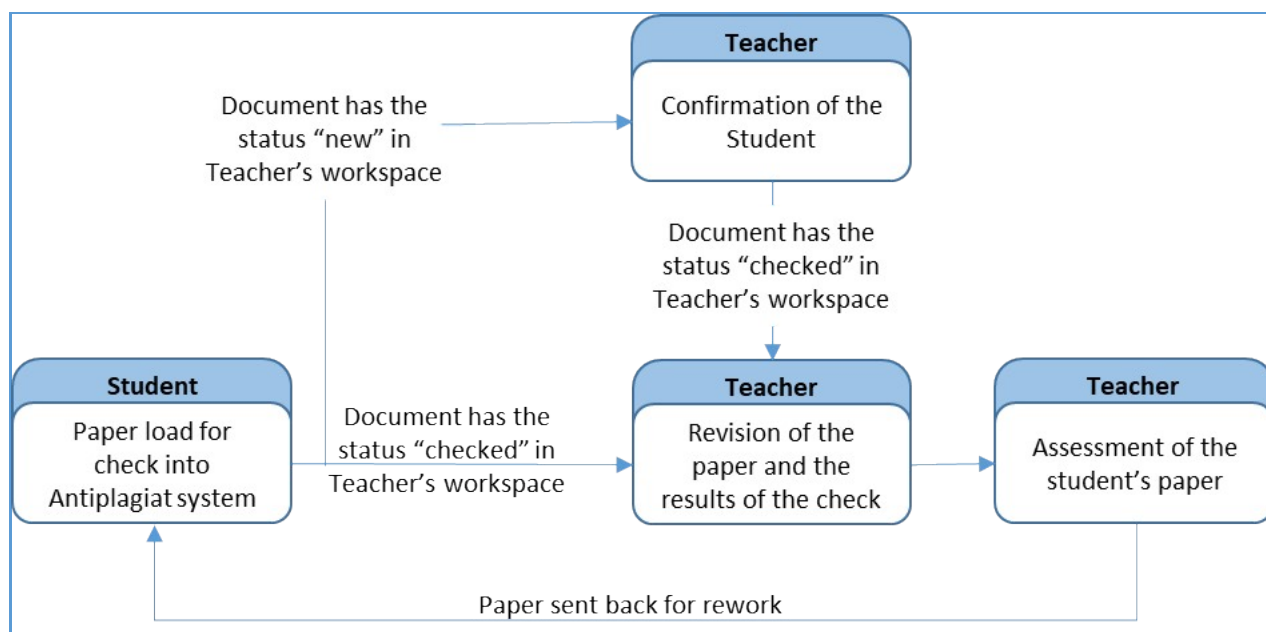 Teacher
Confirmation of the
Student
Document has the
status “new” in
Teacher’s workspace
Document has the
status “checked” in
Teacher’s workspace
Student
Paper load for
check into
Antiplagiat system
Document has the
status “checked” in
Teacher’s workspace
Teacher
Revision of the
paper and the
results of the check
Teacher
Assessment of the
student’s paper
Paper sent back for rework